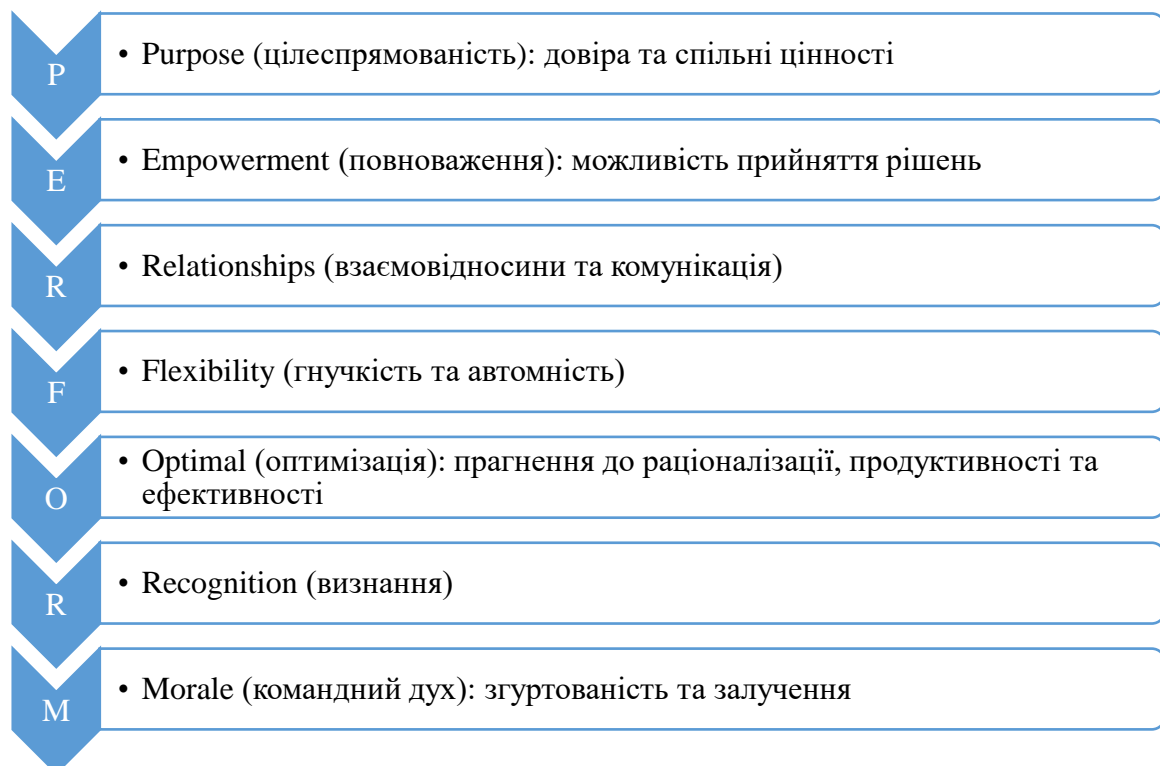 P
• Purpose (цілеспрямованість): довіра та спільні цінності
E
• Empowerment (повноваження): можливість прийняття рішень
R
• Relationships (взаємовідносини та комунікація)
F
• Flexibility (гнучкість та автомність)
O
• Optimal (оптимізація): прагнення до раціоналізації, продуктивності та
ефективності
R
• Recognition (визнання)
M
• Morale (командний дух): згуртованість та залучення